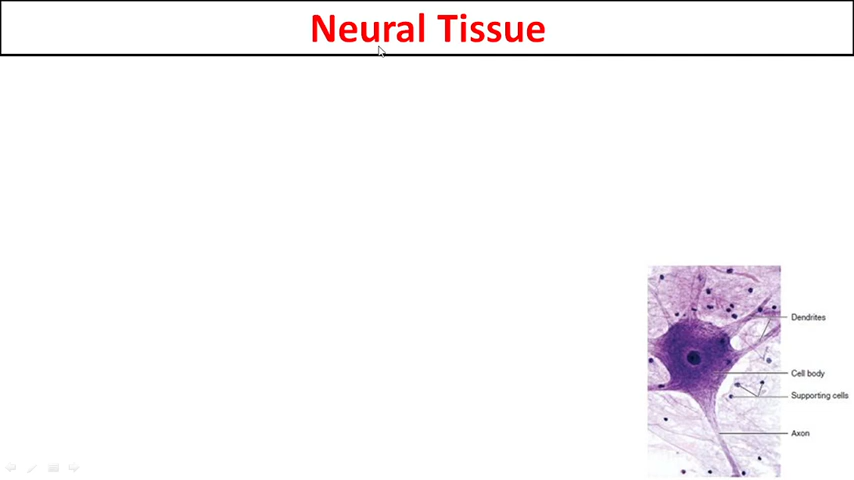 Neural Tissue
Dendrites
Cell body
Supporting cells
Axon